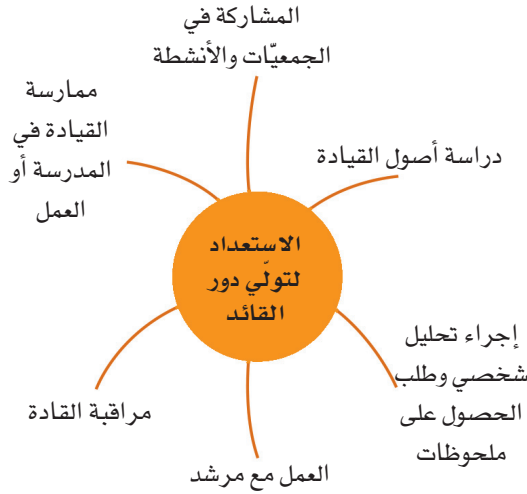 المشاركة في
الجمعيّات والأنشطة
دراسة أصول القيادة
إجراء تحليل
شخصي وطلب
الحصول على
ملحوظات
العمل مع مرشد
مراقبة القادة
ممارسة
القيادة في
المدرسة أو
العمل
الاستعداد
لتولّي دور
القائد